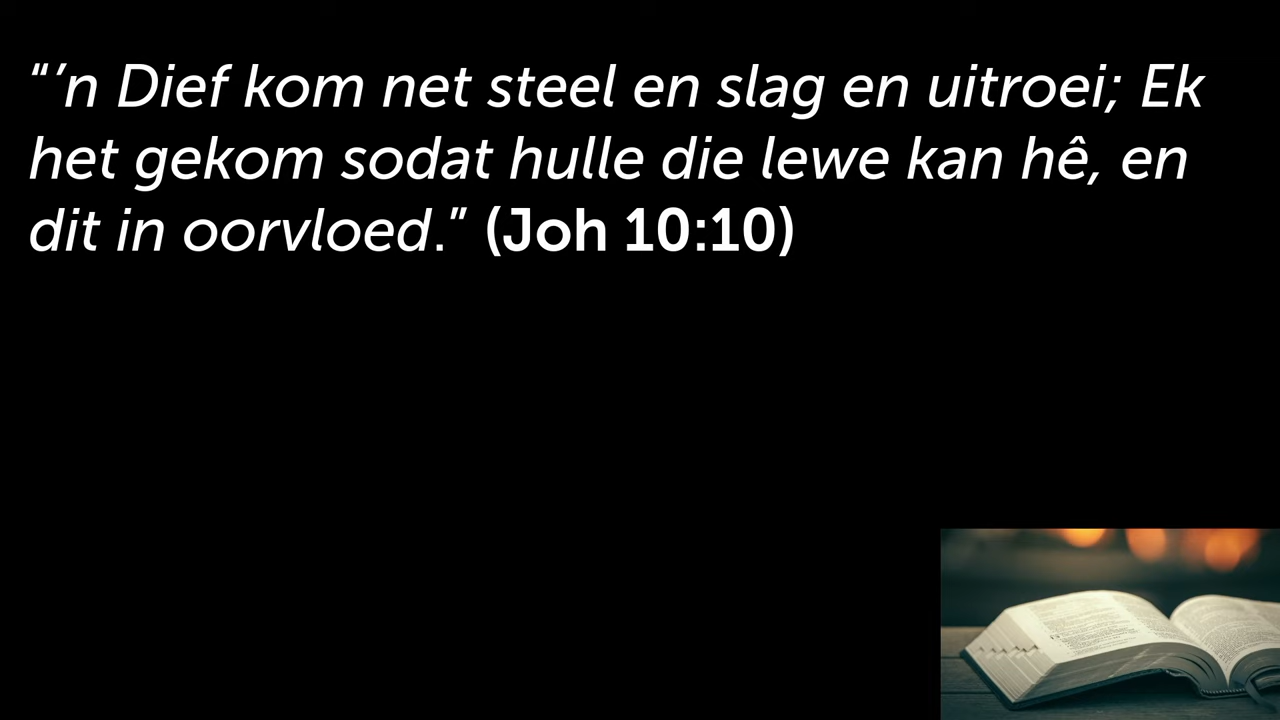 “’n Dief kom net steel en slag en uitroei; Ek
het gekom sodat hulle die lewe kan hê, en
dit in oorvloed.” (Joh 10:10)